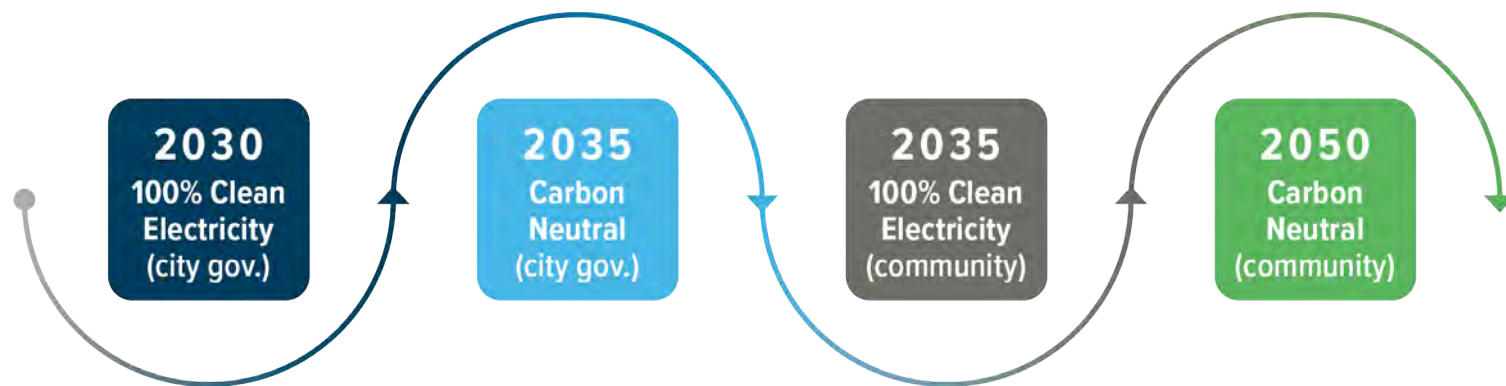 2030
100% Clean
Electricity
(city gov.)
2035
Carbon
Neutral
(city gov.)
2035
100% Clean
Electricity
(community)
2050
Carbon
Neutral
(community)